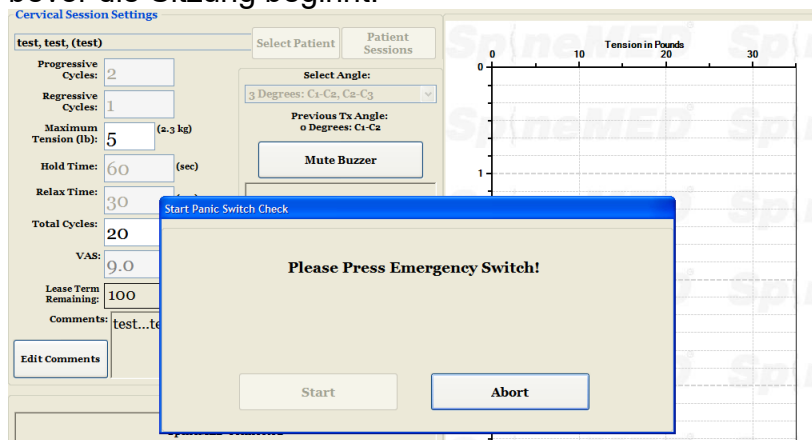 bevor die Sitzung beginnt.
Cervical Session Settings
test, test, (test)
Select Patient
Patient
Sessions
Progressive
Cycles:
2
Regressive
Cycles:
1
Maximum
Tension (lb):
5
(2.3 kg)
Hold Time:
60
(sec)
Relax Time:
30
Total Cycles:
20
VAS:
9.0
Lease Term
Remaining:
100
Comments:
test...te
Edit Comments
Select Angle:
3 Degrees: C1-C2, C2-C3
Previous Tx Angle:
0 Degrees: C1-C2
Mute Buzzer
Start Panic Switch Check
Please Press Emergency Switch!
Start
Abort
Tension in Pounds
0
10
20
30
0
1
SpineMED
SpineMED